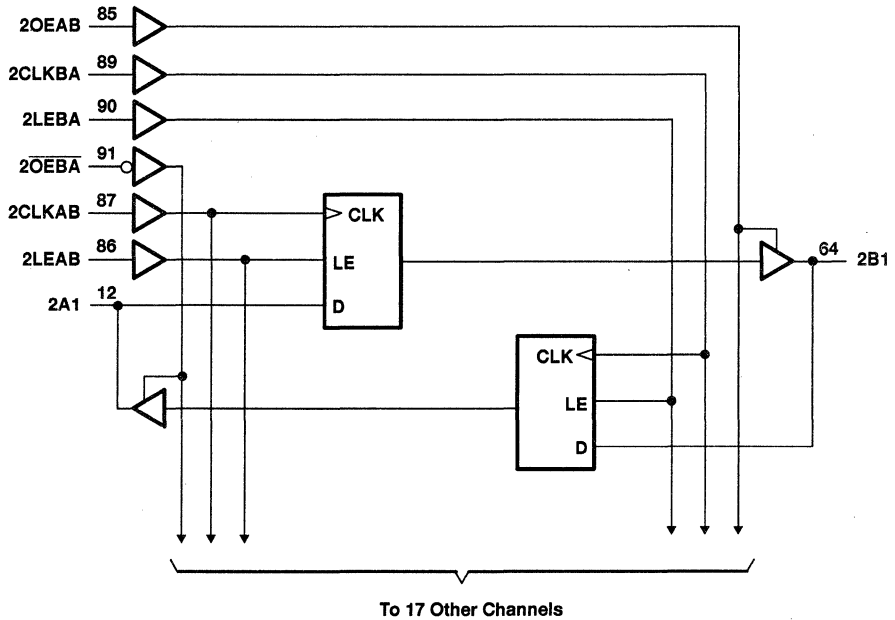 2OEAB 85
2CLKBA 89
2LEBA 90
2O̅E̅B̅A̅ 91
2CLKAB 87
2LEAB 86
2A1 12
CLK
LE
D
64 2B1
CLK
LE
D
To 17 Other Channels